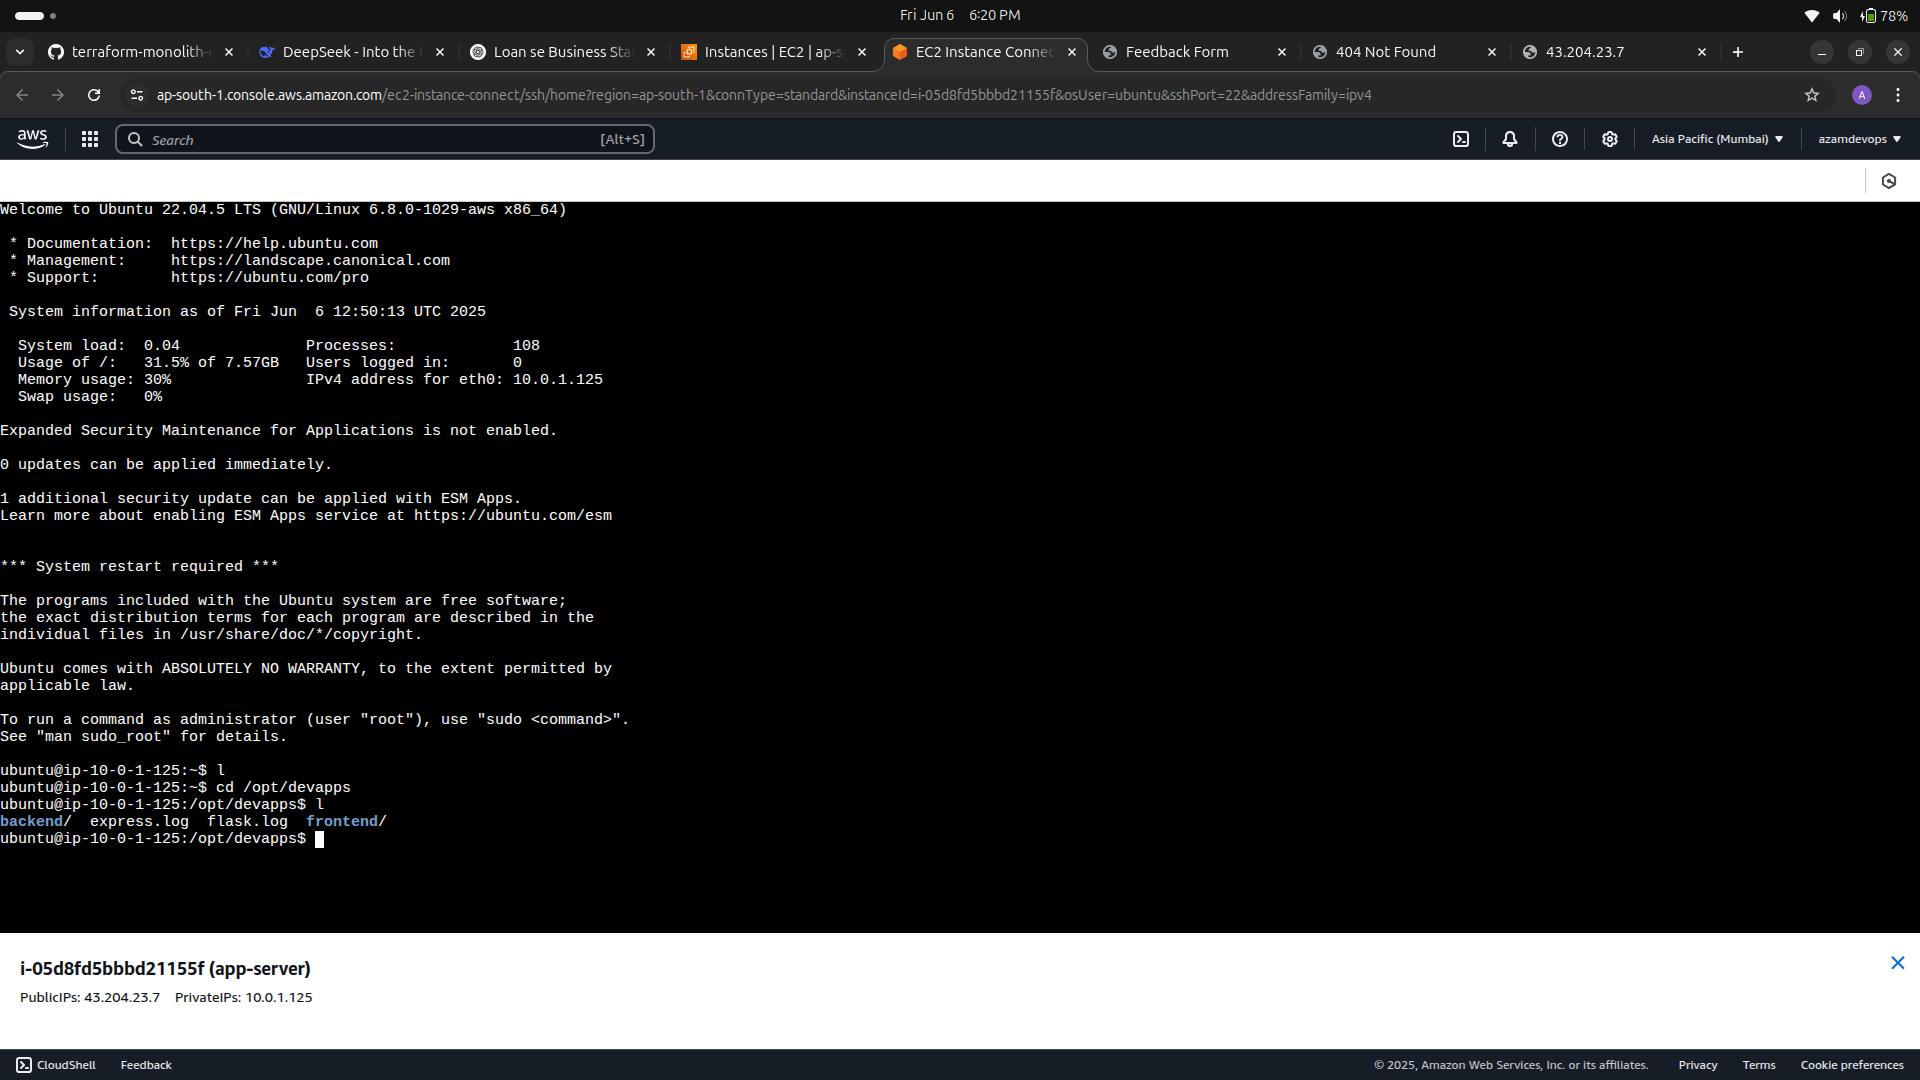 Fri Jun 6 6:20 PM
78%
terraform-monolith-
DeepSeek - Into the
Loan se Business Sta
Instances | EC2 | ap-s
EC2 Instance Connec
Feedback Form
404 Not Found
43.204.23.7
ap-south-1.console.aws.amazon.com/ec2-instance-connect/ssh/home?region=ap-south-1&connType=standard&instanceId=i-05d8fd5bbbd21155f&osUser=ubuntu&sshPort=22&addressFamily=ipv4
A
aws
Search
[Alt+S]
Asia Pacific (Mumbai)
azamdevops
Welcome to Ubuntu 22.04.5 LTS (GNU/Linux 6.8.0-1029-aws x86_64)
* Documentation: https://help.ubuntu.com
* Management: https://landscape.canonical.com
* Support: https://ubuntu.com/pro
System information as of Fri Jun 6 12:50:13 UTC 2025
System load: 0.04 Processes: 108
Usage of /: 31.5% of 7.57GB Users logged in: 0
Memory usage: 30% IPv4 address for eth0: 10.0.1.125
Swap usage: 0%
Expanded Security Maintenance for Applications is not enabled.
0 updates can be applied immediately.
1 additional security update can be applied with ESM Apps.
Learn more about enabling ESM Apps service at https://ubuntu.com/esm
*** System restart required ***
The programs included with the Ubuntu system are free software;
the exact distribution terms for each program are described in the
individual files in /usr/share/doc/*/copyright.
Ubuntu comes with ABSOLUTELY NO WARRANTY, to the extent permitted by
applicable law.
To run a command as administrator (user "root"), use "sudo <command>".
See "man sudo_root" for details.
ubuntu@ip-10-0-1-125:~$ l
ubuntu@ip-10-0-1-125:~$ cd /opt/devapps
ubuntu@ip-10-0-1-125:/opt/devapps$ l
backend/ express.log flask.log frontend/
ubuntu@ip-10-0-1-125:/opt/devapps$
i-05d8fd5bbbd21155f (app-server)
PublicIPs: 43.204.23.7 PrivateIPs: 10.0.1.125
CloudShell
Feedback
© 2025, Amazon Web Services, Inc. or its affiliates.
Privacy
Terms
Cookie preferences